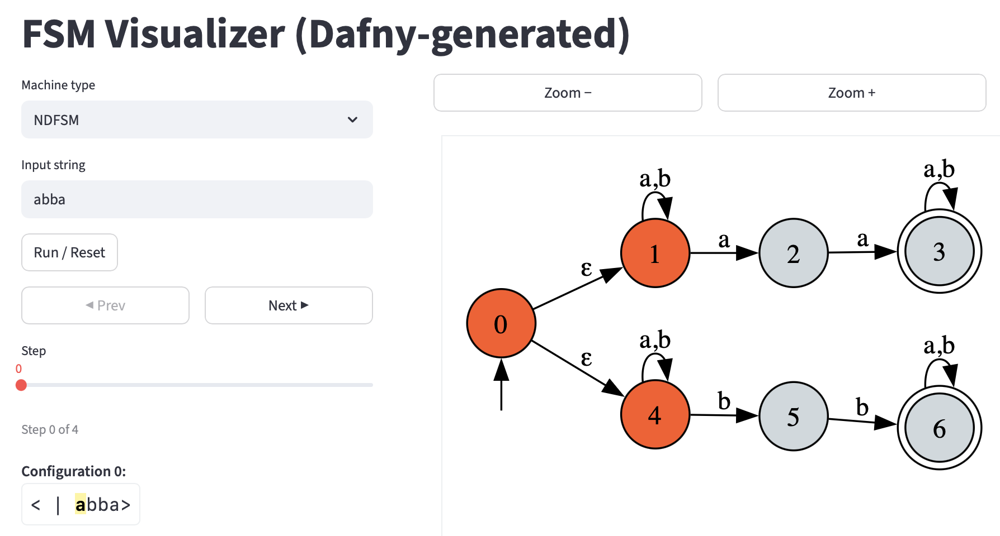 FSM Visualizer (Dafny-generated)
Machine type
NDFSM
Input string
abba
Run / Reset
◀ Prev
Next ▶
Step
0
Step 0 of 4
Configuration 0:
< | abba>
Zoom −
Zoom +
a,b
a,b
1
a
2
a
3
ε
0
ε
a,b
a,b
4
b
5
b
6